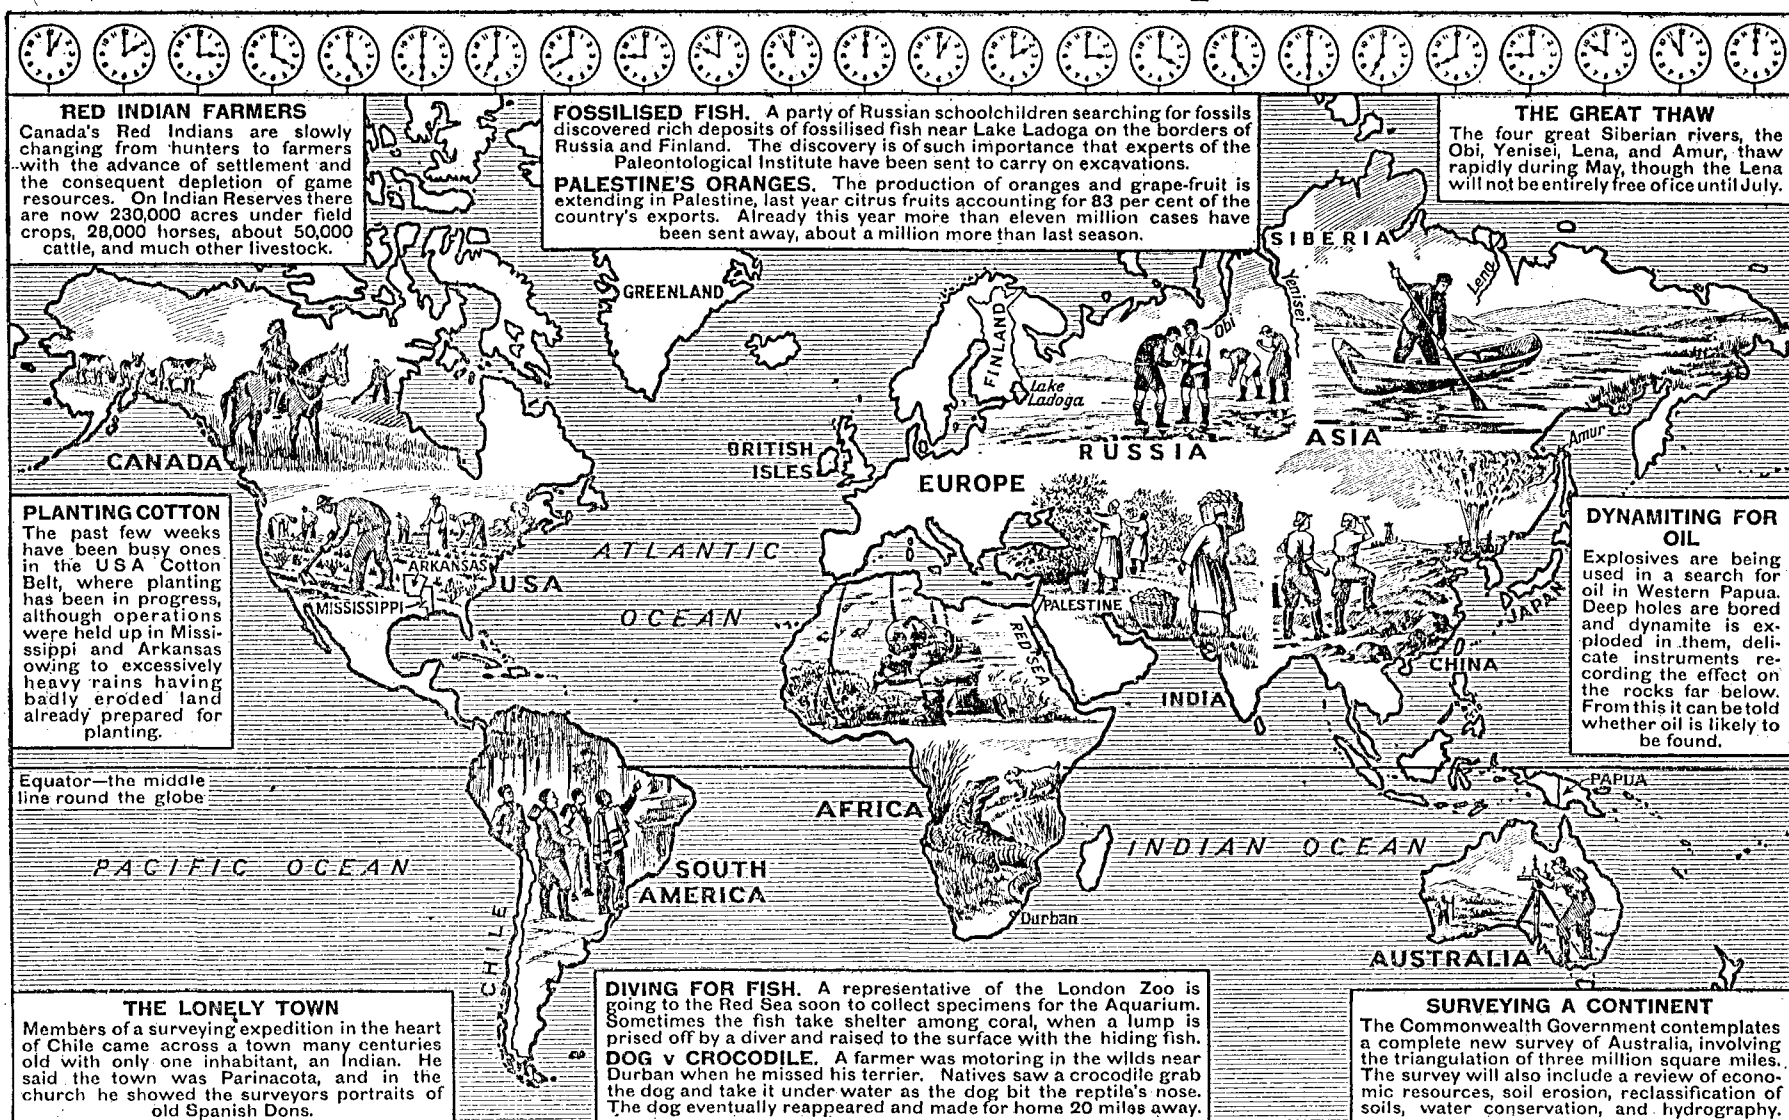 RED INDIAN FARMERS
Canada's Red Indians are slowly
changing from hunters to farmers
with the advance of settlement and
the consequent depletion of game
resources. On Indian Reserves there
are now 230,000 acres under field
crops, 28,000 horses, about 50,000
cattle, and much other livestock.
FOSSILISED FISH. A party of Russian schoolchildren searching for fossils
discovered rich deposits of fossilised fish near Lake Ladoga on the borders of
Russia and Finland. The discovery is of such importance that experts of the
Paleontological Institute have been sent to carry on excavations.
PALESTINE'S ORANGES. The production of oranges and grape-fruit is
extending in Palestine, last year citrus fruits accounting for 83 per cent of the
country's exports. Already this year more than eleven million cases have
been sent away, about a million more than last season.
THE GREAT THAW
The four great Siberian rivers, the
Obi, Yenisei, Lena, and Amur, thaw
rapidly during May, though the Lena
will not be entirely free of ice until July.
SIBERIA
GREENLAND
Yenisei
Lena
Obi
FINLAND
Lake
Ladoga
Amur
BRITISH
ISLES
RUSSIA
ASIA
CANADA
EUROPE
PLANTING COTTON
The past few weeks
have been busy ones
in the USA Cotton
Belt, where planting
has been in progress,
although operations
were held up in Missi-
ssippi and Arkansas
owing to excessively
heavy rains having
badly eroded land
already prepared for
planting.
ARKANSAS
USA
MISSISSIPPI
ATLANTIC
OCEAN
PALESTINE
RED SEA
INDIA
CHINA
JAPAN
DYNAMITING FOR
OIL
Explosives are being
used in a search for
oil in Western Papua.
Deep holes are bored
and dynamite is ex-
ploded in them, deli-
cate instruments re-
cording the effect on
the rocks far below.
From this it can be told
whether oil is likely to
be found.
Equator—the middle
line round the globe
PAPUA
AFRICA
PACIFIC OCEAN
INDIAN OCEAN
SOUTH
AMERICA
CHILE
Durban
AUSTRALIA
THE LONELY TOWN
Members of a surveying expedition in the heart
of Chile came across a town many centuries
old with only one inhabitant, an Indian. He
said the town was Parinacota, and in the
church he showed the surveyors portraits of
old Spanish Dons.
DIVING FOR FISH. A representative of the London Zoo is
going to the Red Sea soon to collect specimens for the Aquarium.
Sometimes the fish take shelter among coral, when a lump is
prised off by a diver and raised to the surface with the hiding fish.
DOG v CROCODILE. A farmer was motoring in the wilds near
Durban when he missed his terrier. Natives saw a crocodile grab
the dog and take it under water as the dog bit the reptile's nose.
The dog eventually reappeared and made for home 20 miles away.
SURVEYING A CONTINENT
The Commonwealth Government contemplates
a complete new survey of Australia, involving
the triangulation of three million square miles.
The survey will also include a review of econo-
mic resources, soil erosion, reclassification of
soils, water conservation, and hydrography